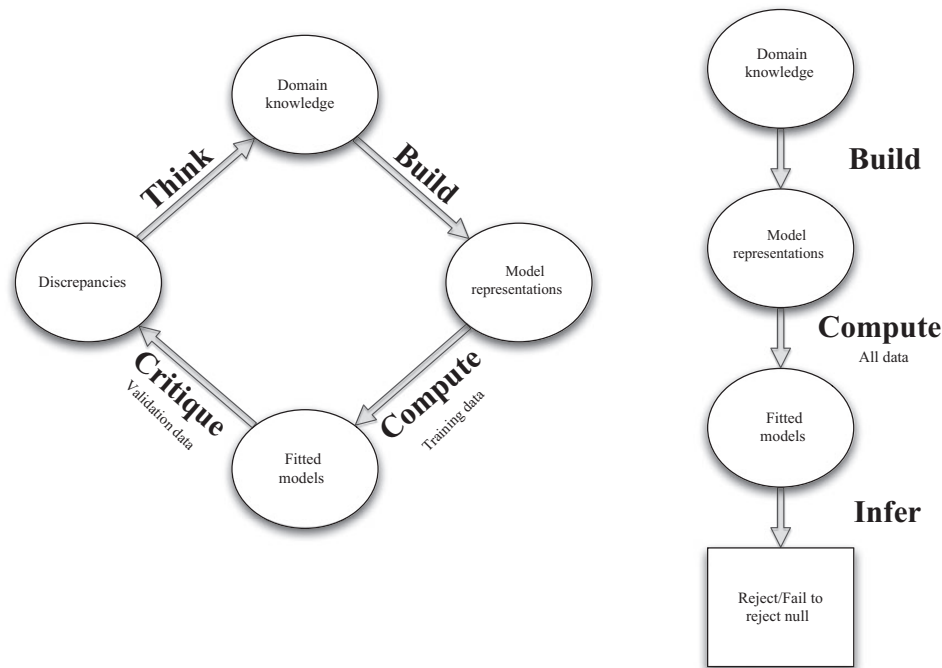 Domain
knowledge
Think
Build
Discrepancies
Model
representations
Critique
Validation data
Compute
Training data
Fitted
models
Domain
knowledge
Build
Model
representations
Compute
All data
Fitted
models
Infer
Reject/Fail to
reject null